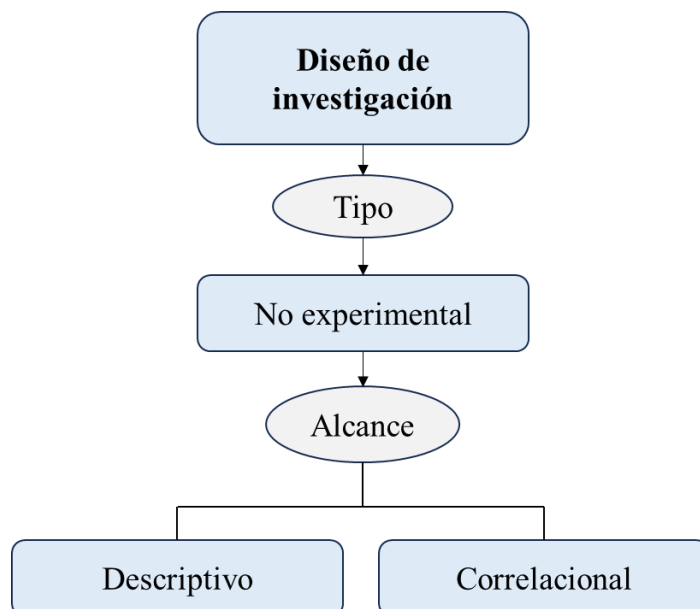 Diseño de
investigación
Tipo
No experimental
Alcance
Descriptivo
Correlacional